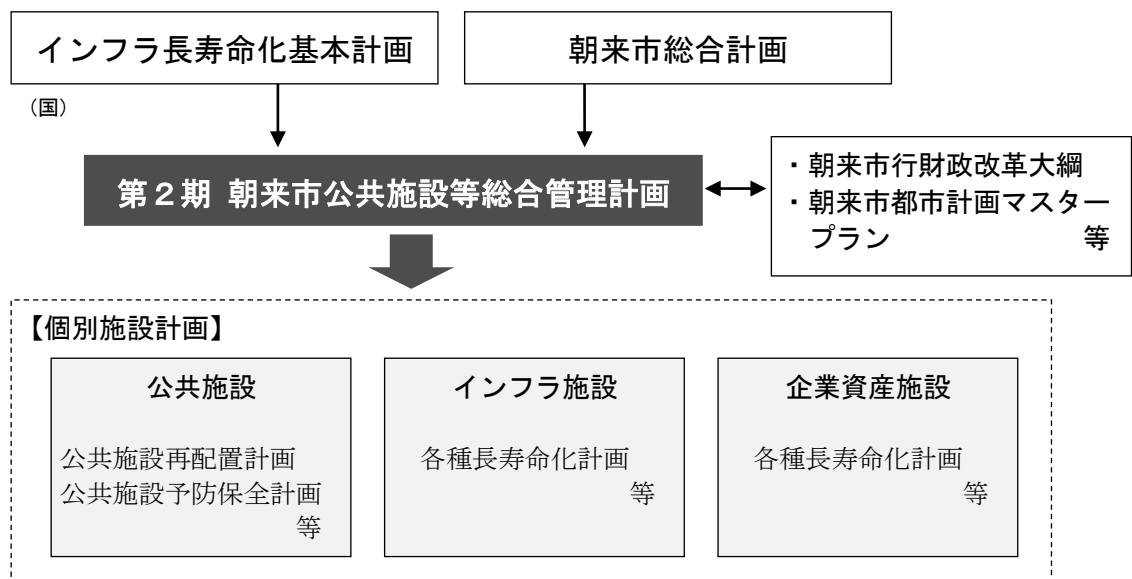 インフラ長寿命化基本計画
朝来市総合計画
（国）
第２期 朝来市公共施設等総合管理計画
・朝来市行財政改革大綱
・朝来市都市計画マスター
プラン 等
【個別施設計画】
公共施設
公共施設再配置計画
公共施設予防保全計画
等
インフラ施設
各種長寿命化計画
等
企業資産施設
各種長寿命化計画
等